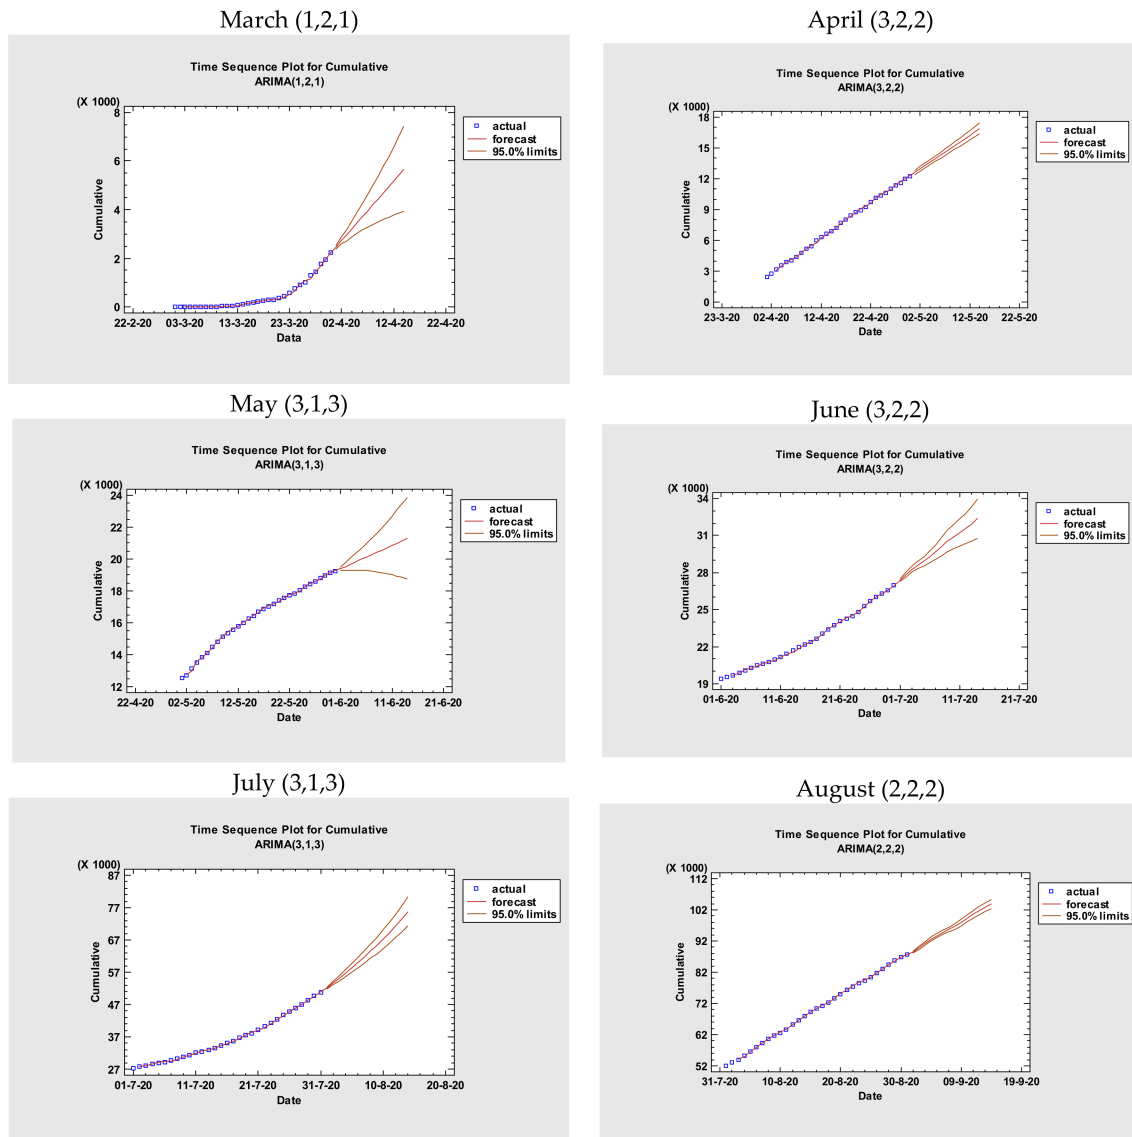 March (1,2,1)
Time Sequence Plot for Cumulative
ARIMA(1,2,1)
(X 1000)
8
6
4
2
0
Cumulative
22-2-20 03-3-20 13-3-20 23-3-20 02-4-20 12-4-20 22-4-20
Data
actual
forecast
95.0% limits
April (3,2,2)
Time Sequence Plot for Cumulative
ARIMA(3,2,2)
(X 1000)
18
15
12
9
6
3
0
Cumulative
23-3-20 02-4-20 12-4-20 22-4-20 02-5-20 12-5-20 22-5-20
Date
actual
forecast
95.0% limits
May (3,1,3)
Time Sequence Plot for Cumulative
ARIMA(3,1,3)
(X 1000)
24
22
20
18
16
14
12
Cumulative
22-4-20 02-5-20 12-5-20 22-5-20 01-6-20 11-6-20 21-6-20
Date
actual
forecast
95.0% limits
June (3,2,2)
Time Sequence Plot for Cumulative
ARIMA(3,2,2)
(X 1000)
34
31
28
25
22
19
Cumulative
01-6-20 11-6-20 21-6-20 01-7-20 11-7-20 21-7-20
Date
actual
forecast
95.0% limits
July (3,1,3)
Time Sequence Plot for Cumulative
ARIMA(3,1,3)
(X 1000)
87
77
67
57
47
37
27
Cumulative
01-7-20 11-7-20 21-7-20 31-7-20 10-8-20 20-8-20
Date
actual
forecast
95.0% limits
August (2,2,2)
Time Sequence Plot for Cumulative
ARIMA(2,2,2)
(X 1000)
112
102
92
82
72
62
52
Cumulative
31-7-20 10-8-20 20-8-20 30-8-20 09-9-20 19-9-20
Date
actual
forecast
95.0% limits